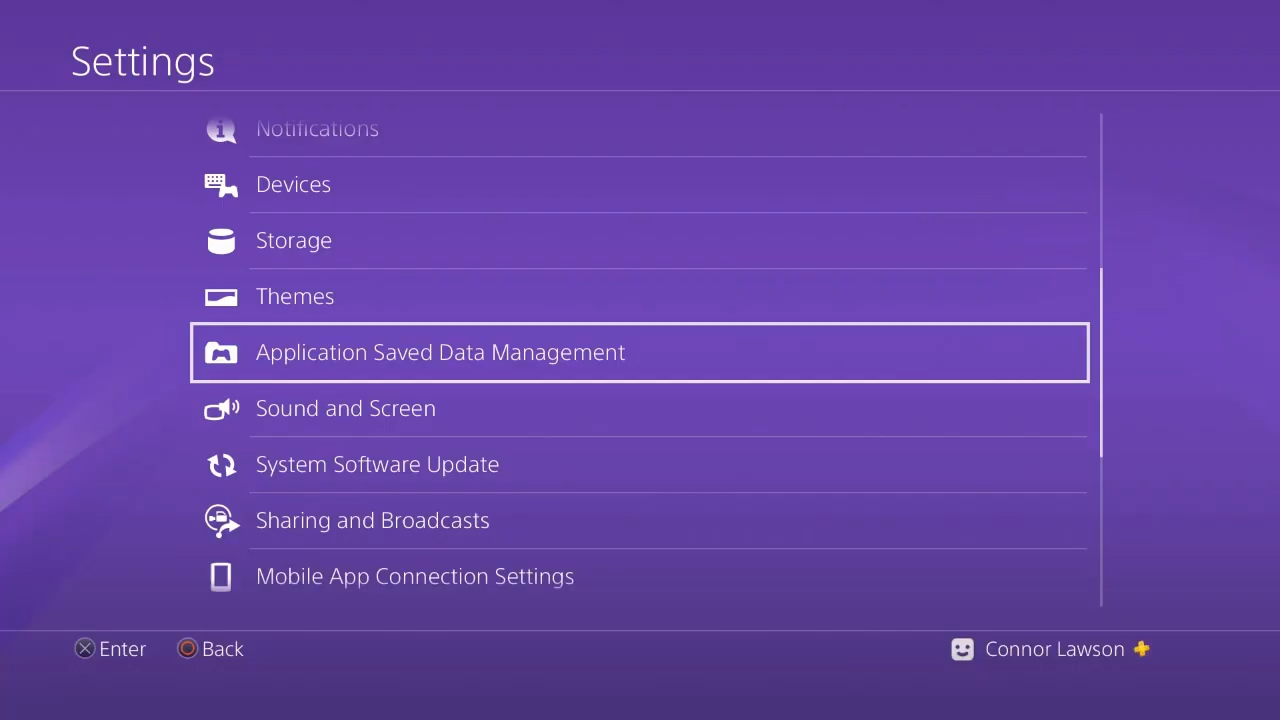 Settings
Notifications
Devices
Storage
Themes
Application Saved Data Management
Sound and Screen
System Software Update
Sharing and Broadcasts
Mobile App Connection Settings
Enter Back Connor Lawson